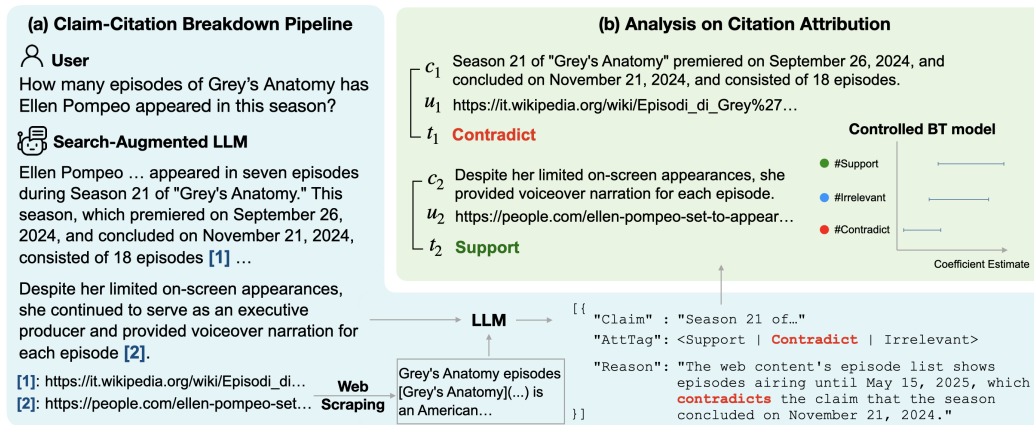 (a) Claim-Citation Breakdown Pipeline
User
How many episodes of Grey's Anatomy has
Ellen Pompeo appeared in this season?
Search-Augmented LLM
Ellen Pompeo … appeared in seven episodes
during Season 21 of "Grey's Anatomy." This
season, which premiered on September 26,
2024, and concluded on November 21, 2024,
consisted of 18 episodes [1] …
Despite her limited on-screen appearances,
she continued to serve as an executive
producer and provided voiceover narration for
each episode [2].
[1]: https://it.wikipedia.org/wiki/Episodi_di…
[2]: https://people.com/ellen-pompeo-set…
Web
Scraping
Grey's Anatomy episodes
[Grey's Anatomy](...) is
an American…
LLM
(b) Analysis on Citation Attribution
c1 Season 21 of "Grey's Anatomy" premiered on September 26, 2024, and
concluded on November 21, 2024, and consisted of 18 episodes.
u1 https://it.wikipedia.org/wiki/Episodi_di_Grey%27…
t1 Contradict
c2 Despite her limited on-screen appearances, she
provided voiceover narration for each episode.
u2 https://people.com/ellen-pompeo-set-to-appear…
t2 Support
Controlled BT model
#Support
#Irrelevant
#Contradict
Coefficient Estimate
[{
"Claim" : "Season 21 of…"
"AttTag": <Support | Contradict | Irrelevant>
"Reason": "The web content's episode list shows
episodes airing until May 15, 2025, which
contradicts the claim that the season
concluded on November 21, 2024."
}]